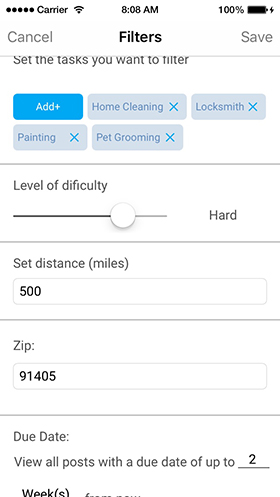 Carrier 8:08 AM 100%
Cancel Filters Save
Set the tasks you want to filter
Add+ Home Cleaning Locksmith
Painting Pet Grooming
Level of dificulty
Hard
Set distance (miles)
500
Zip:
91405
Due Date:
View all posts with a due date of up to 2
Week(s) from now